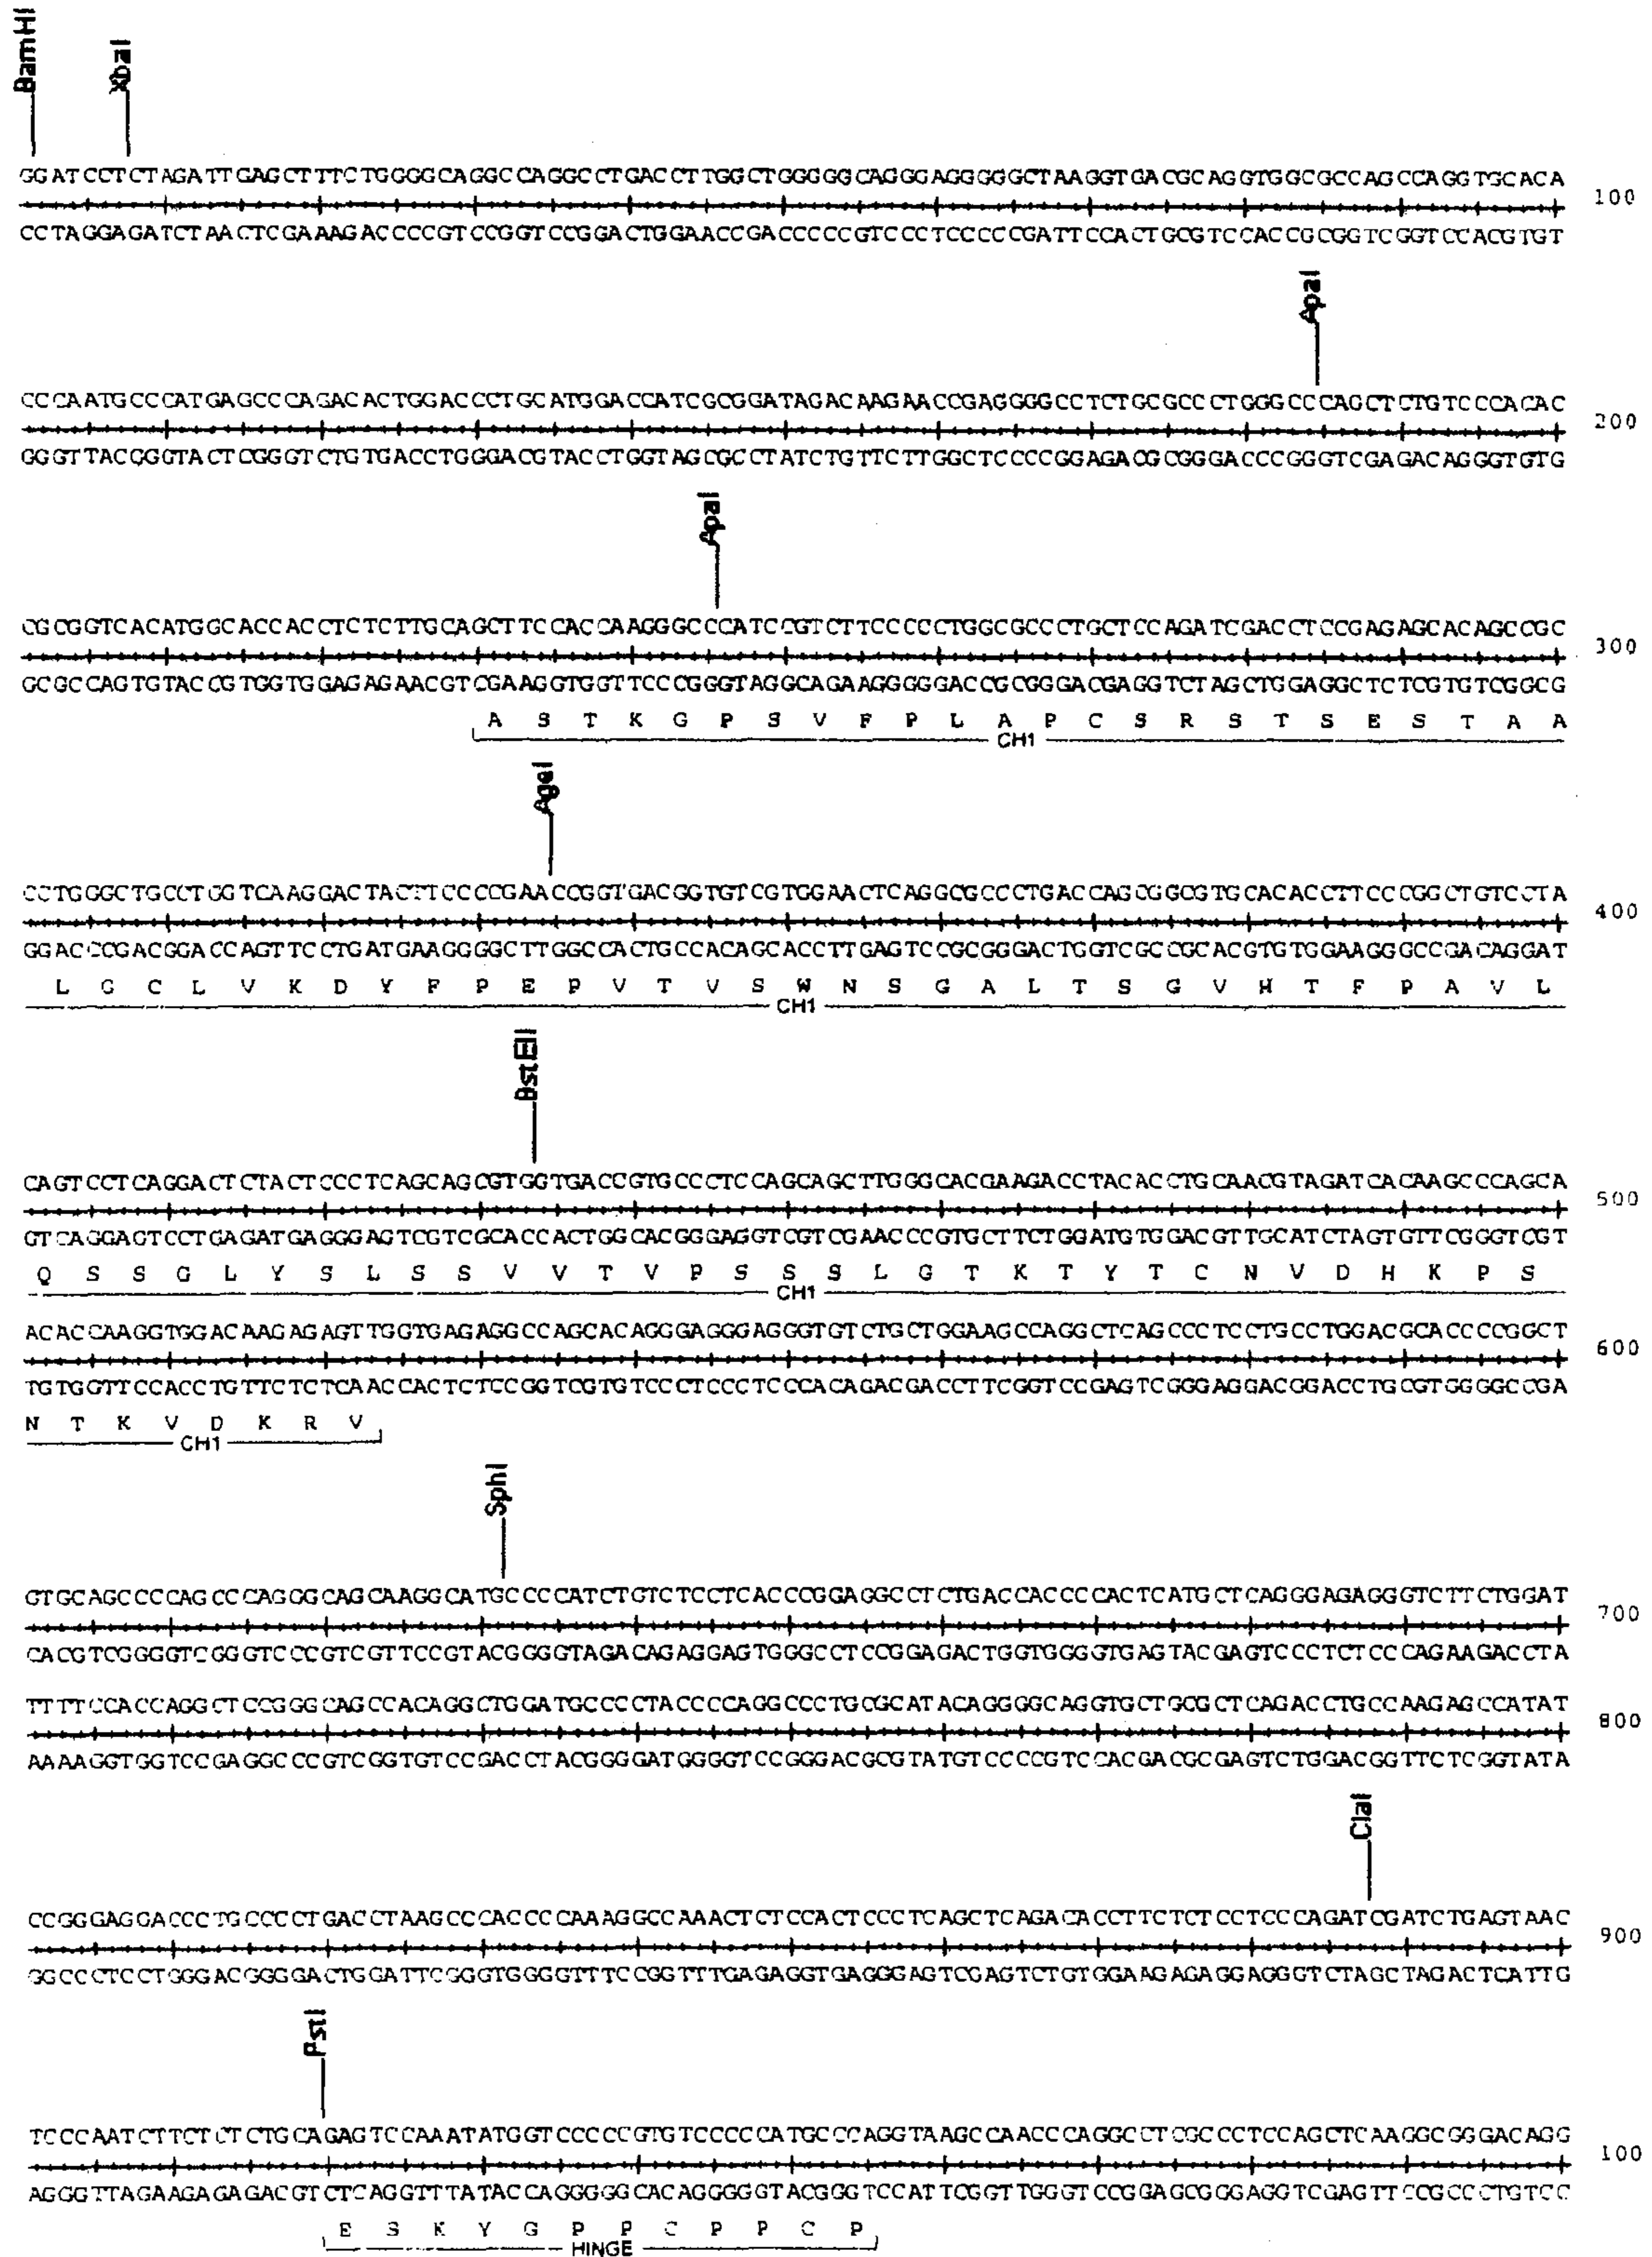 BamHI XbaI
GGATCCTCTAGATTGAGCTTTCTGGGGCAGGCCAGGCCTGACCTTGGCTGGGGGCAGGGAGGGGGCTAAGGTGACGCAGGTGGCGCCAGCCAGGTGCACA
100
CCTAGGAGATCTAACTCGAAAGACCCCGTCCGGTCCGGACTGGAACCGACCCCCGTCCCTCCCCCGATTCCACTGCGTCCACCGCGGTCGGTCCACGTGT
ApaI
CCCAATGCCCATGAGCCCAGACACTGGACCCTGCATGGACCATCGCGGATAGACAAGAACCGAGGGGCCTCTGCGCCCTGGGCCCAGCTCTGTCCCACAC
200
GGGTTACGGGTACTCGGGTCTGTGACCTGGGACGTACCTGGTAGCGCCTATCTGTTCTTGGCTCCCCGGAGACGCGGGACCCGGGTCGAGACAGGGTGTG
ApaI
CGCGGTCACATGGCACCACCTCTCTTGCAGCTTCCACCAAGGGCCCATCCGTCTTCCCCCTGGCGCCCTGCTCCAGATCGACCTCCGAGAGCACAGCCGC
300
GCGCCAGTGTACCGTGGTGGAGAGAACGTCGAAGGTGGTTCCCGGGTAGGCAGAAGGGGGACCGCGGGACGAGGTCTAGCTGGAGGCTCTCGTGTCGGCG
A S T K G P S V F P L A P C S R S T S E S T A A
CH1
AgeI
CCTGGGCTGCCTGGTCAAGGACTACTTCCCCGAACCGGTGACGGTGTCGTGGAACTCAGGCGCCCTGACCAGCGGCGTGCACACCTTCCCGGCTGTCCTA
400
GGACCCGACGGACCAGTTCCTGATGAAGGGGCTTGGCCACTGCCACAGCACCTTGAGTCCGCGGGACTGGTCGCCGCACGTGTGGAAGGGCCGACAGGAT
L G C L V K D Y F P E P V T V S W N S G A L T S G V H T F P A V L
CH1
BstEII
CAGTCCTCAGGACTCTACTCCCTCAGCAGCGTGGTGACCGTGCCCTCCAGCAGCTTGGGCACGAAGACCTACACCTGCAACGTAGATCACAAGCCCAGCA
500
GTCAGGAGTCCTGAGATGAGGGAGTCGTCGCACCACTGGCACGGGAGGTCGTCGAACCCGTGCTTCTGGATGTGGACGTTGCATCTAGTGTTCGGGTCGT
Q S S G L Y S L S S V V T V P S S S L G T K T Y T C N V D H K P S
CH1
ACACCAAGGTGGACAAGAGAGTTGGTGAGAGGCCAGCACAGGGAGGGAGGGTGTCTGCTGGAAGCCAGGCTCAGCCCTCCTGCCTGGACGCACCCCGGCT
600
TGTGGTTCCACCTGTTCTCTCAACCACTCTCCGGTCGTGTCCCTCCCTCCCACAGACGACCTTCGGTCCGAGTCGGGAGGACGGACCTGCGTGGGGCCGA
N T K V D K R V
CH1
SphI
GTGCAGCCCCAGCCCAGGGCAGCAAGGCATGCCCCATCTGTCTCCTCACCCGGAGGCCTCTGACCACCCCACTCATGCTCAGGGAGAGGGTCTTCTGGAT
700
CACGTCGGGGTCGGGTCCCGTCGTTCCGTACGGGGTAGACAGAGGAGTGGGCCTCCGGAGACTGGTGGGGTGAGTACGAGTCCCTCTCCCAGAAGACCTA
TTTTCCACCAGGCTCCGGGCAGCCACAGGCTGGATGCCCCTACCCCAGGCCCTGCGCATACAGGGGCAGGTGCTGCGCTCAGACCTGCCAAGAGCCATAT
800
AAAAGGTGGTCCGAGGCCCGTCGGTGTCCGACCTACGGGGATGGGGTCCGGGACGCGTATGTCCCCGTCCACGACGCGAGTCTGGACGGTTCTCGGTATA
ClaI
CCGGGAGGACCCTGCCCCTGACCTAAGCCCACCCCAAAGGCCAAACTCTCCACTCCCTCAGCTCAGACACCTTCTCTCCTCCCAGATCGATCTGAGTAAC
900
GGCCCTCCTGGGACGGGGACTGGATTCGGGTGGGGTTTCCGGTTTGAGAGGTGAGGGAGTCGAGTCTGTGGAAGAGAGGAGGGTCTAGCTAGACTCATTG
PstI
TCCCAATCTTCTCTCTGCAGAGTCCAAATATGGTCCCCCGTGTCCCCCATGCCCAGGTAAGCCAACCCAGGCCTCGCCCTCCAGCTCAAGGCGGGACAGG
100
AGGGTTAGAAGAGAGACGTCTCAGGTTTATACCAGGGGGCACAGGGGGTACGGGTCCATTCGGTTGGGTCCGGAGCGGGAGGTCGAGTTCCGCCCTGTCC
E S K Y G P P C P P C P
HINGE